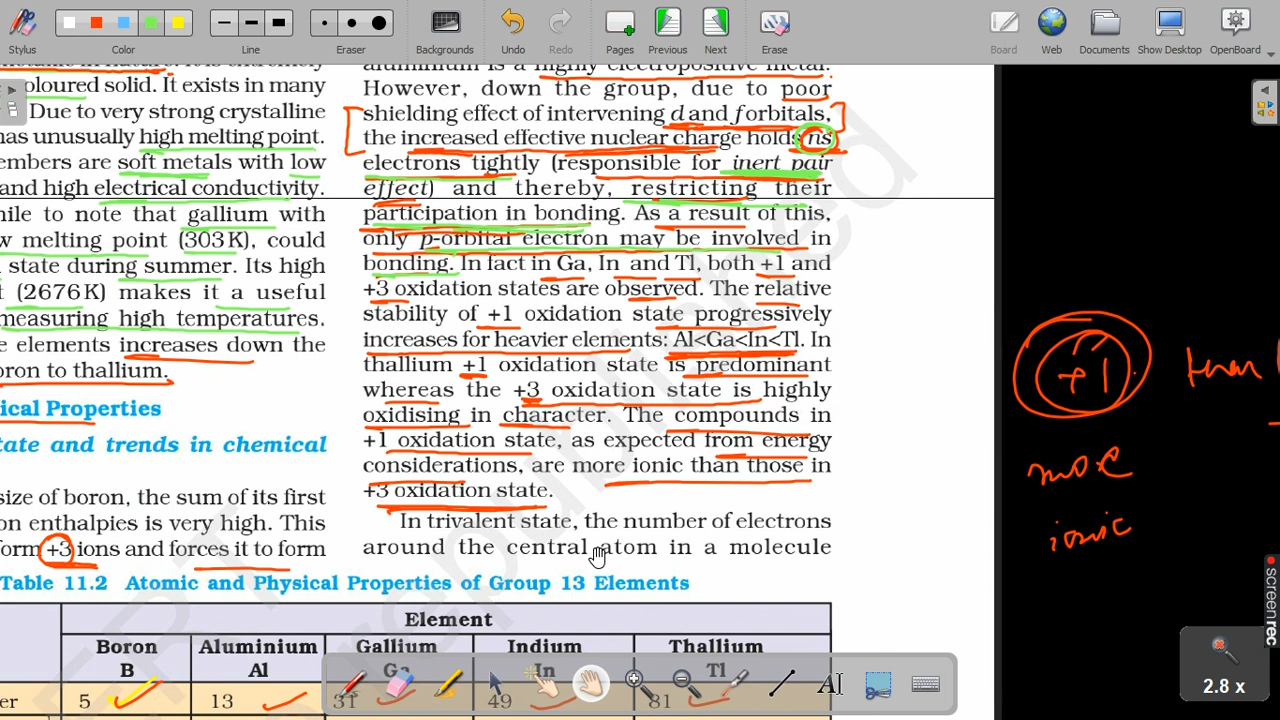 Stylus
Color
Line
Eraser
Backgrounds
Undo
Redo
Pages
Previous
Next
Erase
Board
Web
Documents
Show Desktop
OpenBoard
coloured solid. It exists in many
Due to very strong crystalline
has unusually high melting point.
embers are soft metals with low
and high electrical conductivity.
ile to note that gallium with
w melting point (303K), could
state during summer. Its high
t (2676K) makes it a useful
measuring high temperatures.
e elements increases down the
oron to thallium.
ical Properties
tate and trends in chemical
size of boron, the sum of its first
on enthalpies is very high. This
form +3 ions and forces it to form
aluminium is a highly electropositive metal.
However, down the group, due to poor
shielding effect of intervening d and f orbitals,
the increased effective nuclear charge holds ns
electrons tightly (responsible for inert pair
effect) and thereby, restricting their
participation in bonding. As a result of this,
only p-orbital electron may be involved in
bonding. In fact in Ga, In and Tl, both +1 and
+3 oxidation states are observed. The relative
stability of +1 oxidation state progressively
increases for heavier elements: Al<Ga<In<Tl. In
thallium +1 oxidation state is predominant
whereas the +3 oxidation state is highly
oxidising in character. The compounds in
+1 oxidation state, as expected from energy
considerations, are more ionic than those in
+3 oxidation state.
In trivalent state, the number of electrons
around the central atom in a molecule
+1 than
more
ionic
Table 11.2 Atomic and Physical Properties of Group 13 Elements
Element
Boron Aluminium Gallium Indium Thallium
B Al Ga In Tl
er 5 13 31 49 81
2.8 x
screenrec
republished